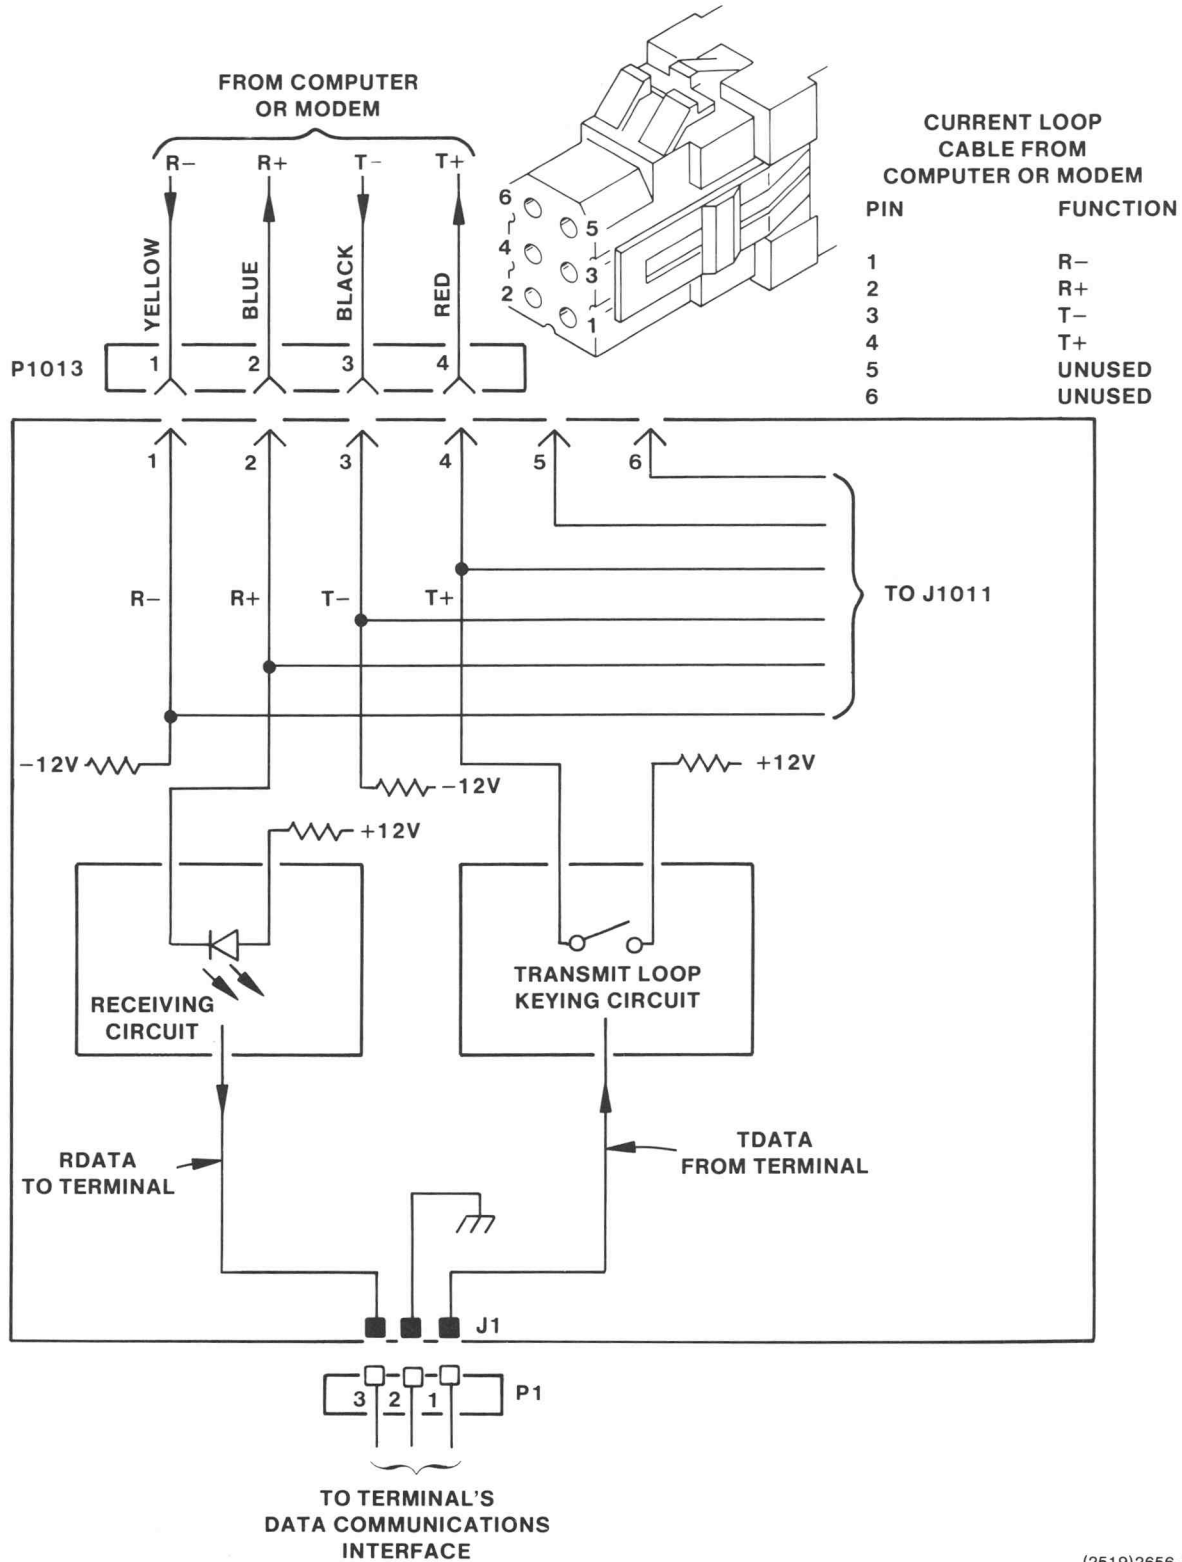 FROM COMPUTER
OR MODEM
R− R+ T− T+
YELLOW
BLUE
BLACK
RED
P1013
1 2 3 4
6
5
4
3
2
1
CURRENT LOOP
CABLE FROM
COMPUTER OR MODEM
PIN FUNCTION
1 R−
2 R+
3 T−
4 T+
5 UNUSED
6 UNUSED
1 2 3 4 5 6
R− R+ T− T+
TO J1011
−12V
−12V
+12V
+12V
RECEIVING
CIRCUIT
TRANSMIT LOOP
KEYING CIRCUIT
RDATA
TO TERMINAL
TDATA
FROM TERMINAL
J1
3 2 1
P1
TO TERMINAL'S
DATA COMMUNICATIONS
INTERFACE
(2519)2656